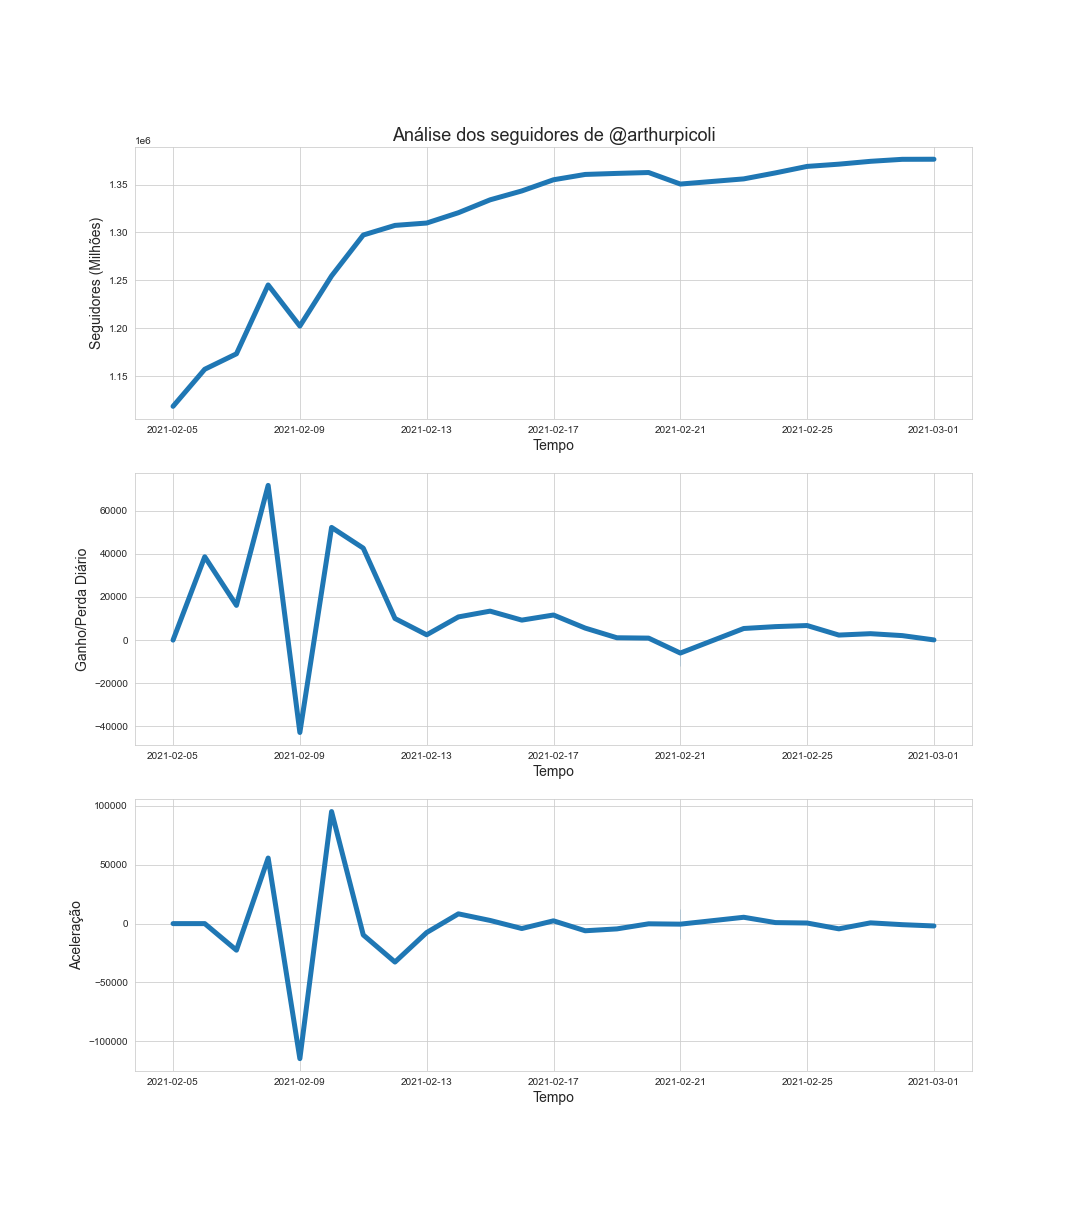 Análise dos seguidores de @arthurpicoli
1e6
1.35
1.30
1.25
1.20
1.15
Seguidores (Milhões)
2021-02-05 2021-02-09 2021-02-13 2021-02-17 2021-02-21 2021-02-25 2021-03-01
Tempo
60000
40000
20000
0
−20000
−40000
Ganho/Perda Diário
2021-02-05 2021-02-09 2021-02-13 2021-02-17 2021-02-21 2021-02-25 2021-03-01
Tempo
100000
50000
0
−50000
−100000
Aceleração
2021-02-05 2021-02-09 2021-02-13 2021-02-17 2021-02-21 2021-02-25 2021-03-01
Tempo